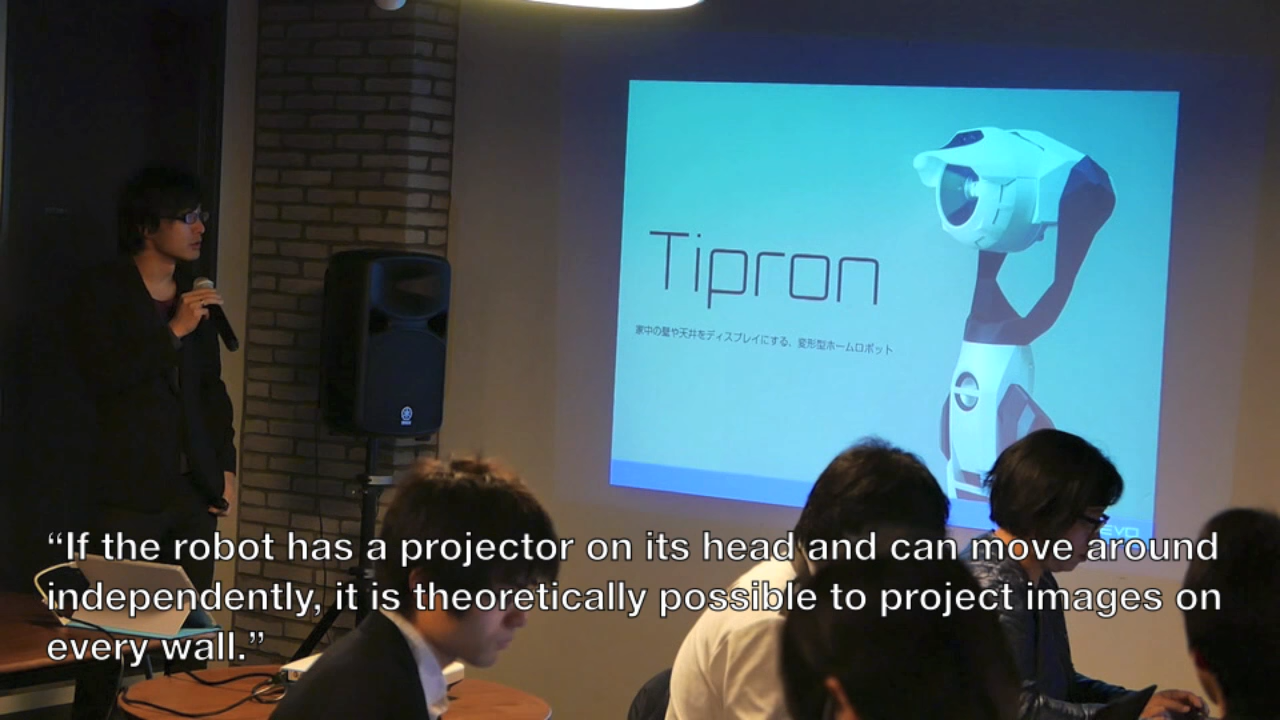 Tipron
家中の壁や天井をディスプレイにする、変形型ホームロボット
EVO
“If the robot has a projector on its head and can move around
independently, it is theoretically possible to project images on
every wall.”